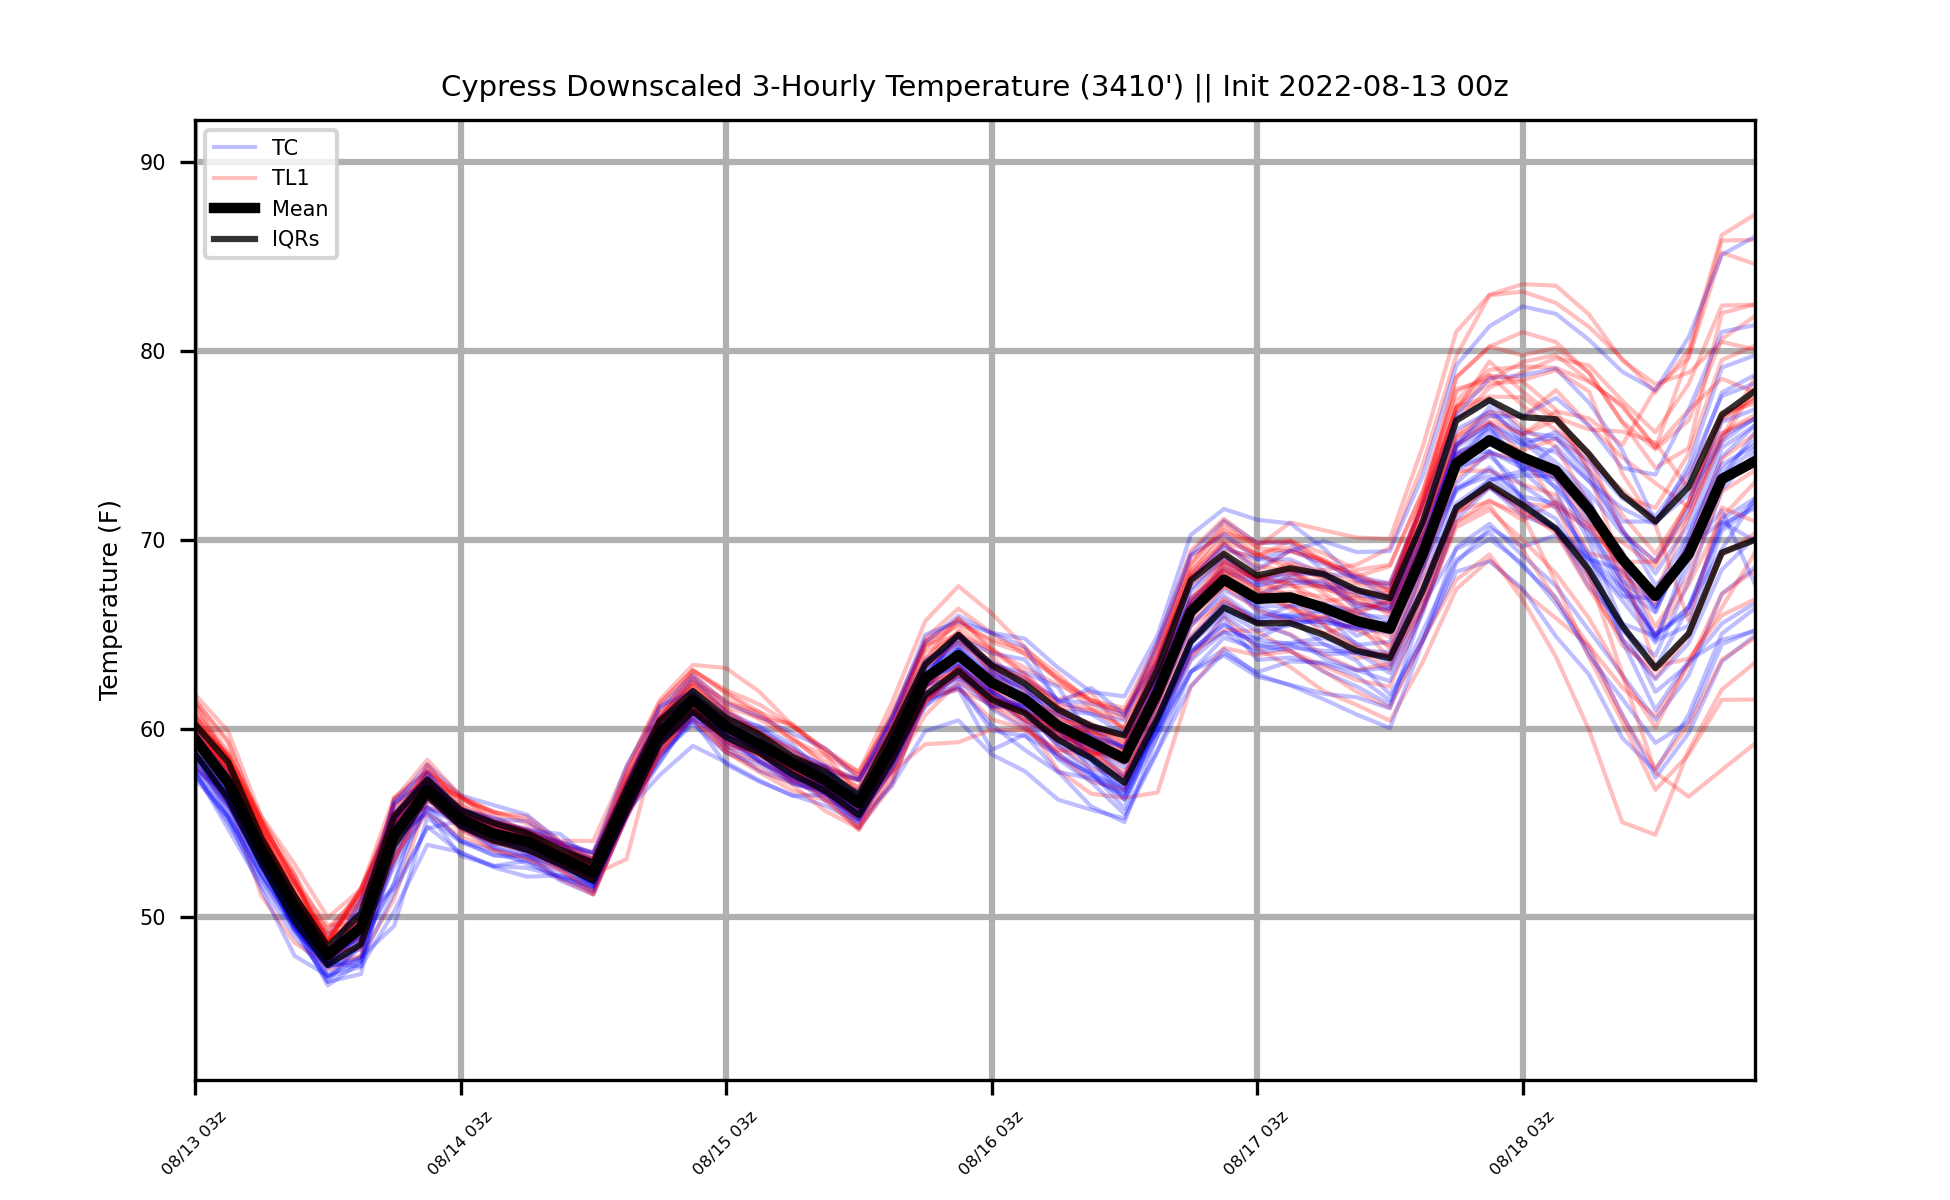 Cypress Downscaled 3-Hourly Temperature (3410') || Init 2022-08-13 00z
TC
TL1
Mean
IQRs
Temperature (F)
90
80
70
60
50
08/13 03z
08/14 03z
08/15 03z
08/16 03z
08/17 03z
08/18 03z